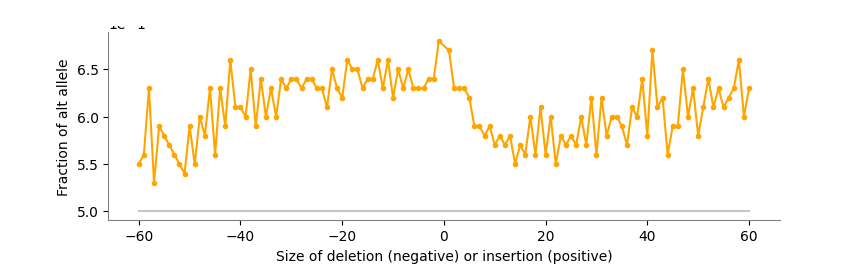 6.5
6.0
5.5
5.0
Fraction of alt allele
−60 −40 −20 0 20 40 60
Size of deletion (negative) or insertion (positive)